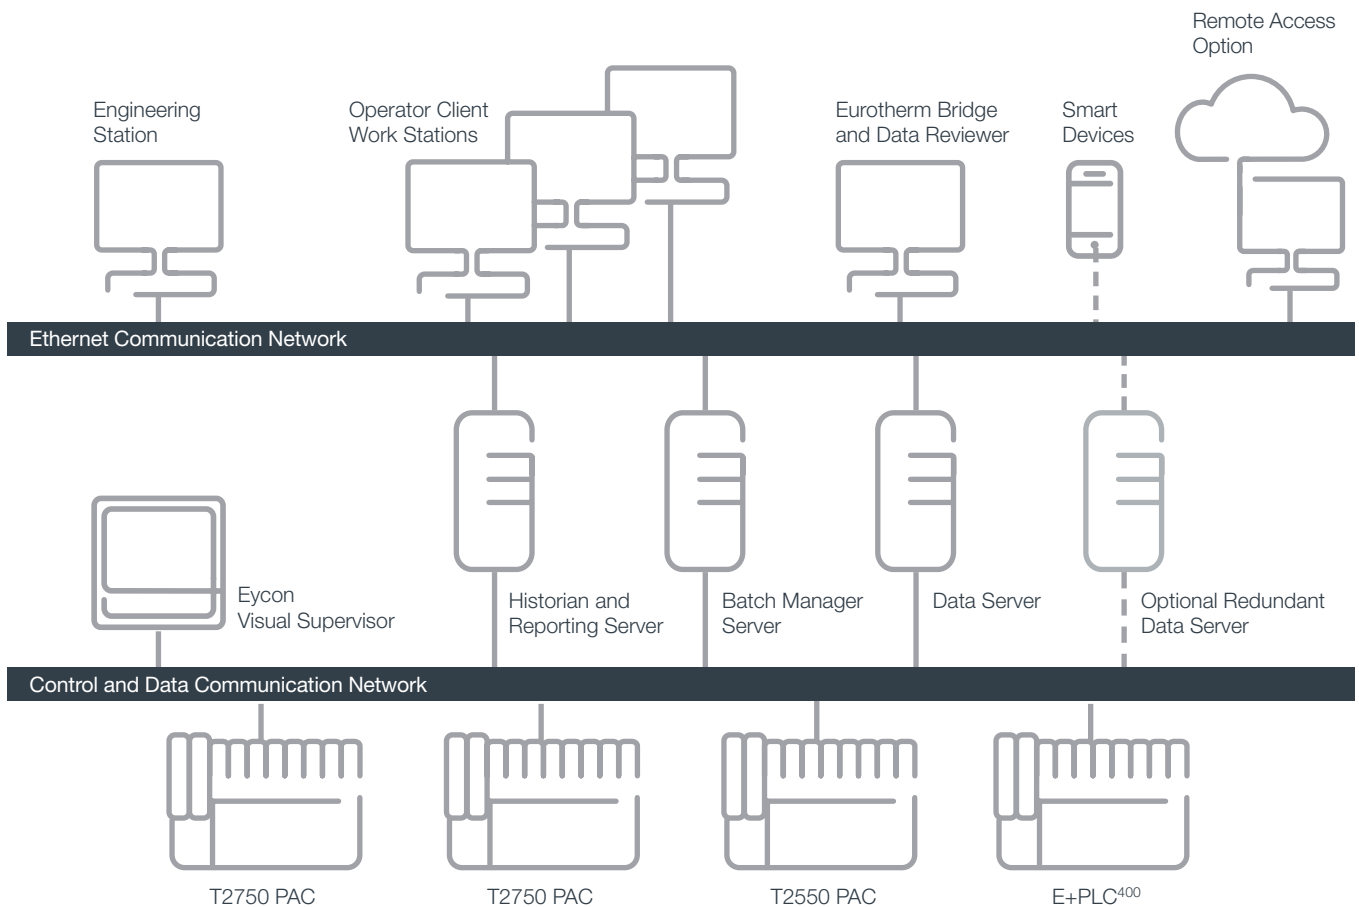 Remote Access
Option
Engineering
Station
Operator Client
Work Stations
Eurotherm Bridge
and Data Reviewer
Smart
Devices
Ethernet Communication Network
Eycon
Visual Supervisor
Historian and
Reporting Server
Batch Manager
Server
Data Server
Optional Redundant
Data Server
Control and Data Communication Network
T2750 PAC
T2750 PAC
T2550 PAC
E+PLC⁴⁰⁰